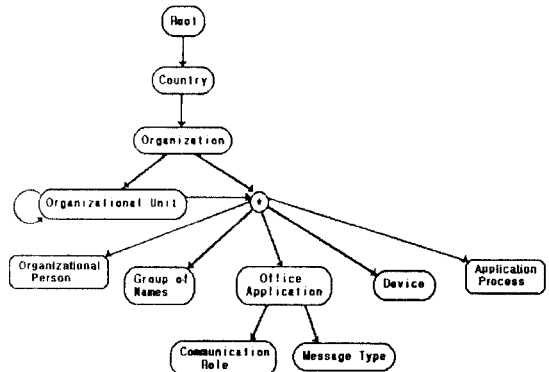 Root
Country
Organization
Organizational Unit
*
Organizational
Person
Group of
Names
Office
Application
Device
Application
Process
Communication
Role
Message Type